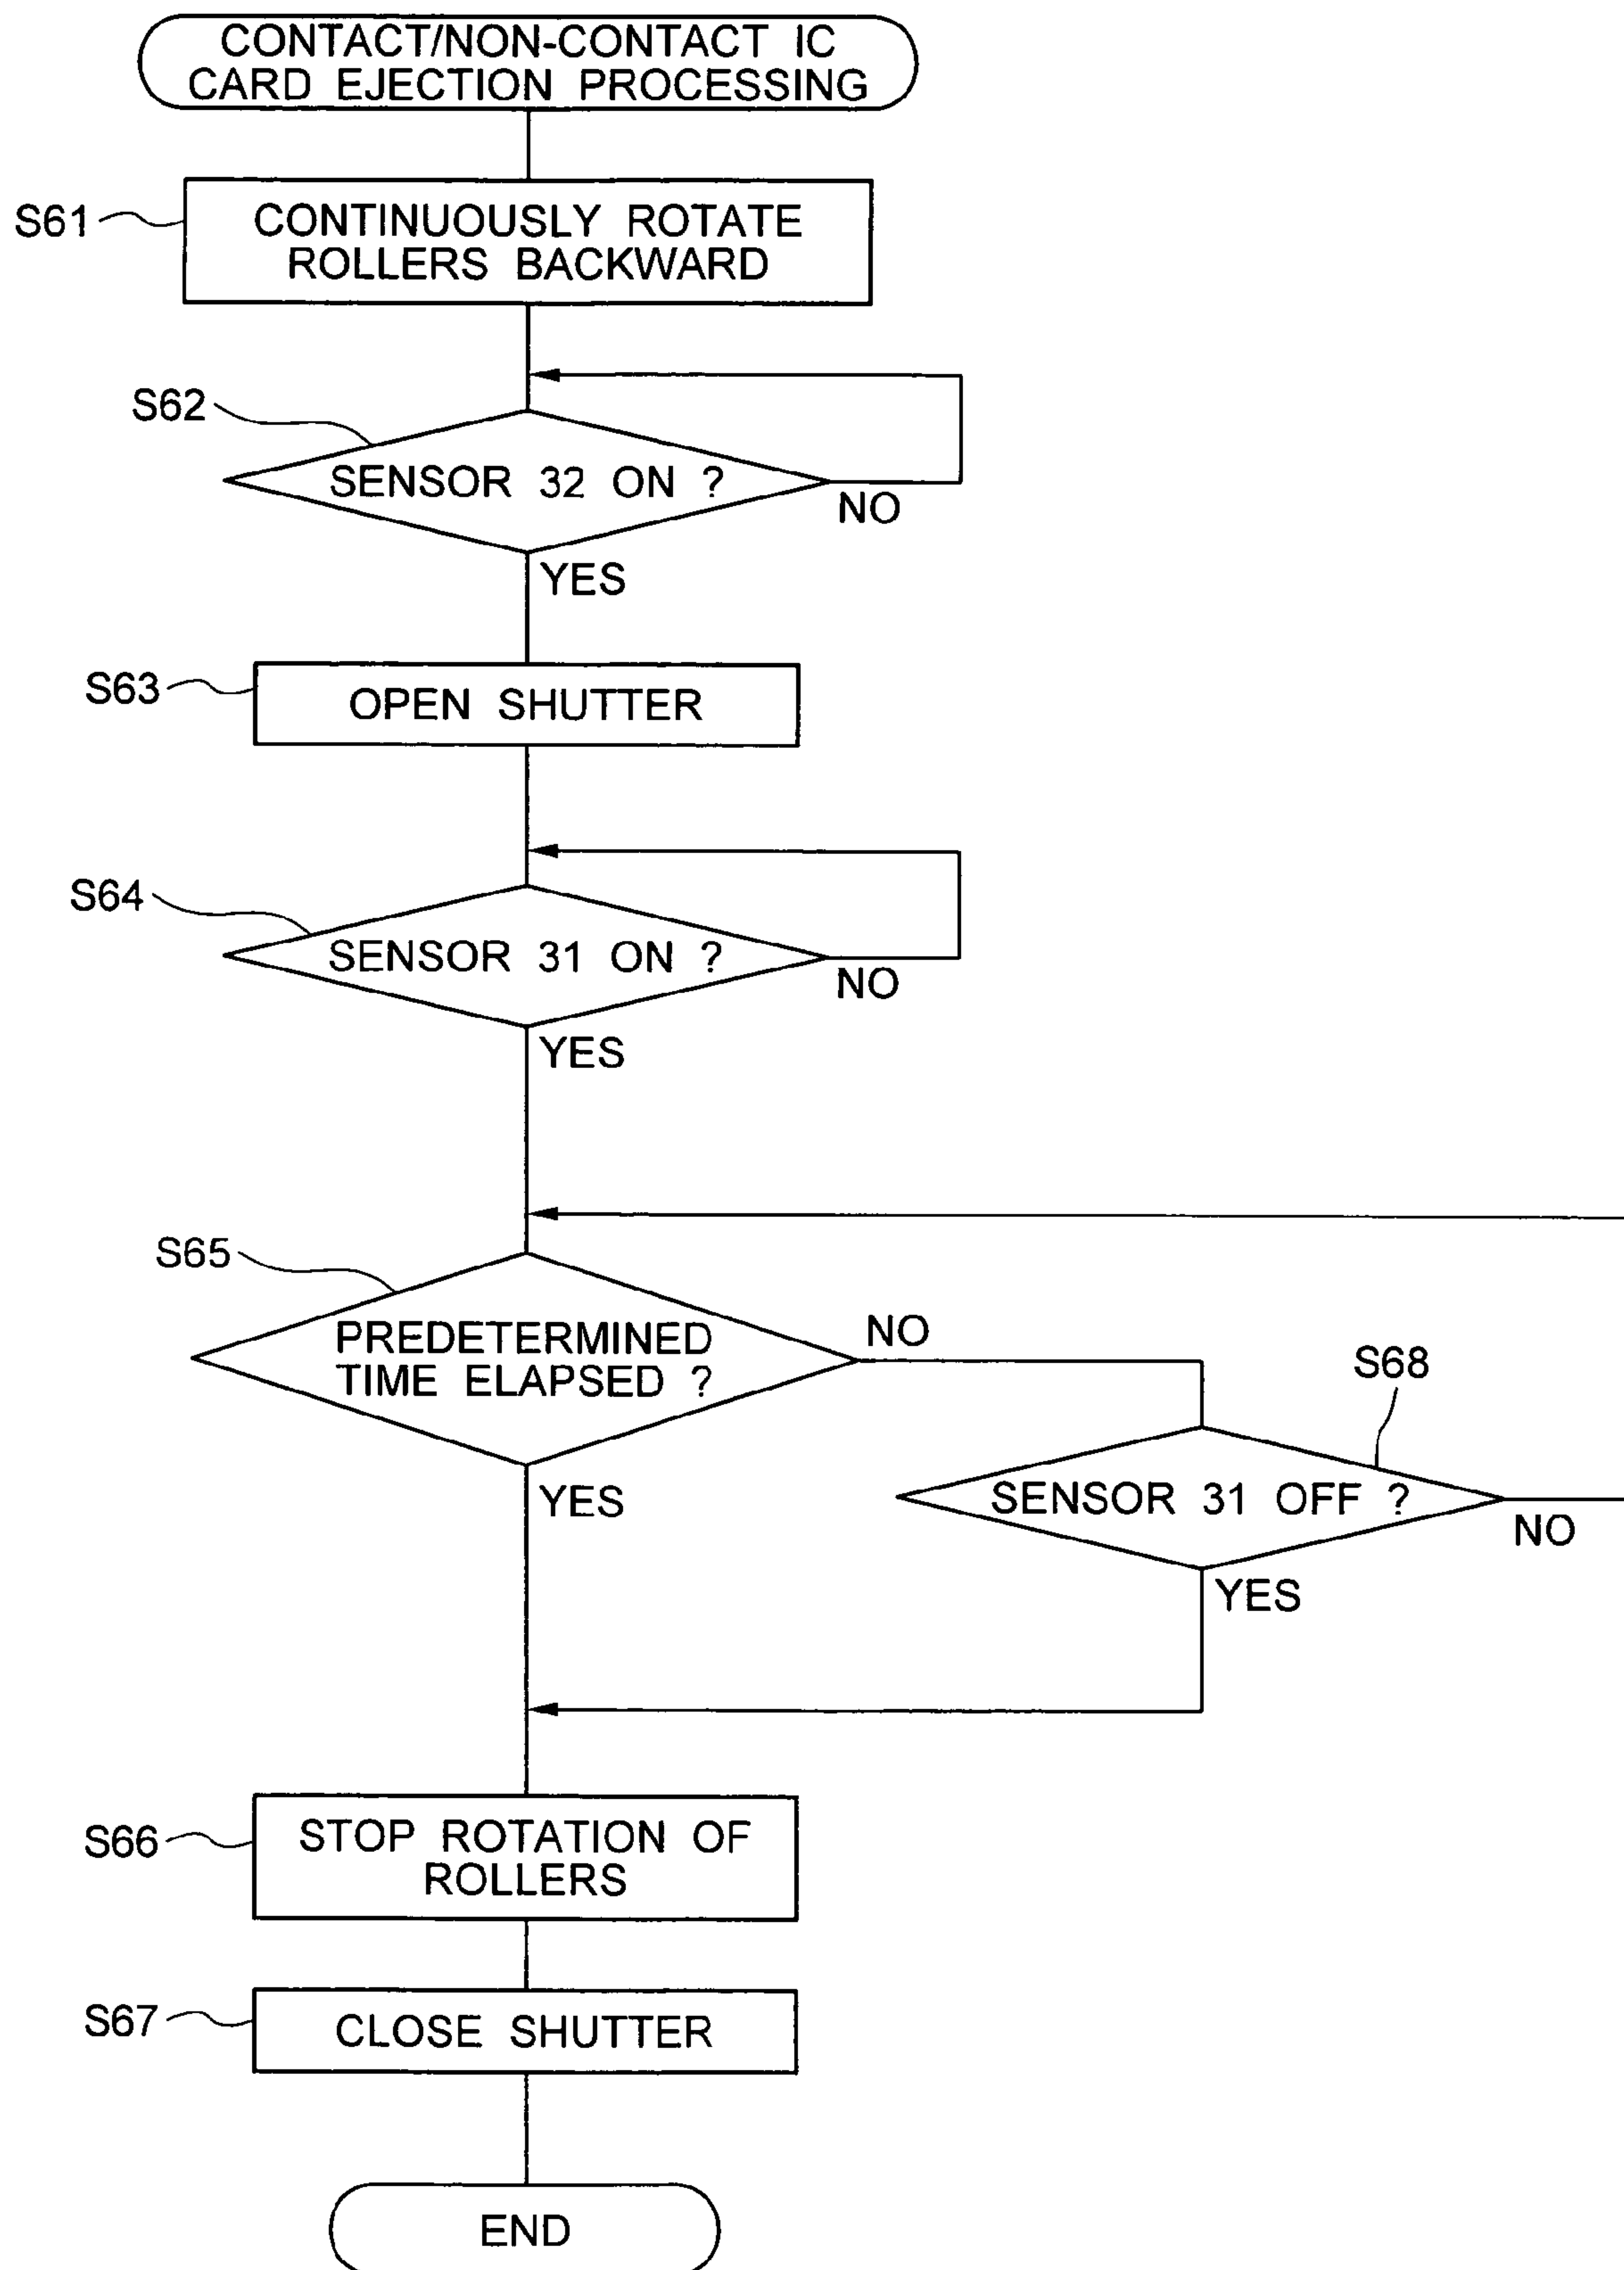 CONTACT/NON-CONTACT IC
CARD EJECTION PROCESSING
S61
CONTINUOUSLY ROTATE
ROLLERS BACKWARD
S62
SENSOR 32 ON ?
NO
YES
S63
OPEN SHUTTER
S64
SENSOR 31 ON ?
NO
YES
S65
PREDETERMINED
TIME ELAPSED ?
NO
YES
S68
SENSOR 31 OFF ?
NO
YES
S66
STOP ROTATION OF
ROLLERS
S67
CLOSE SHUTTER
END